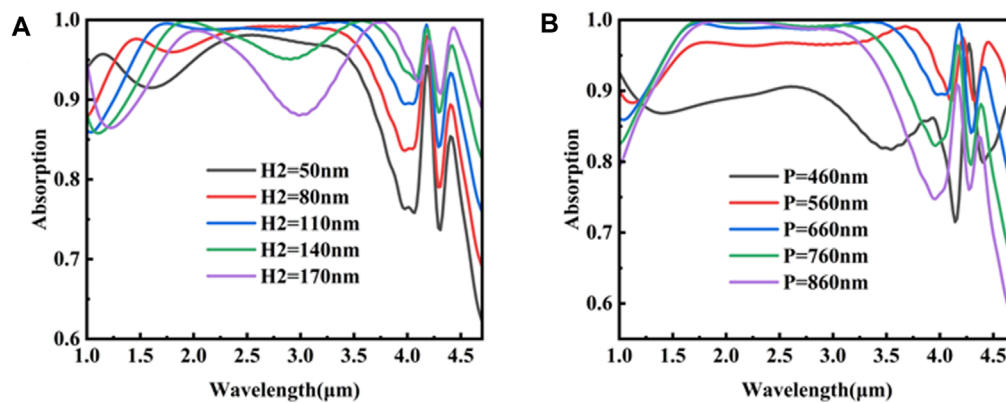 A
Absorption
1.0
0.9
0.8
0.7
0.6
H2=50nm
H2=80nm
H2=110nm
H2=140nm
H2=170nm
1.0 1.5 2.0 2.5 3.0 3.5 4.0 4.5
Wavelength(μm)
B
Absorption
1.0
0.9
0.8
0.7
0.6
P=460nm
P=560nm
P=660nm
P=760nm
P=860nm
1.0 1.5 2.0 2.5 3.0 3.5 4.0 4.5
Wavelength(μm)